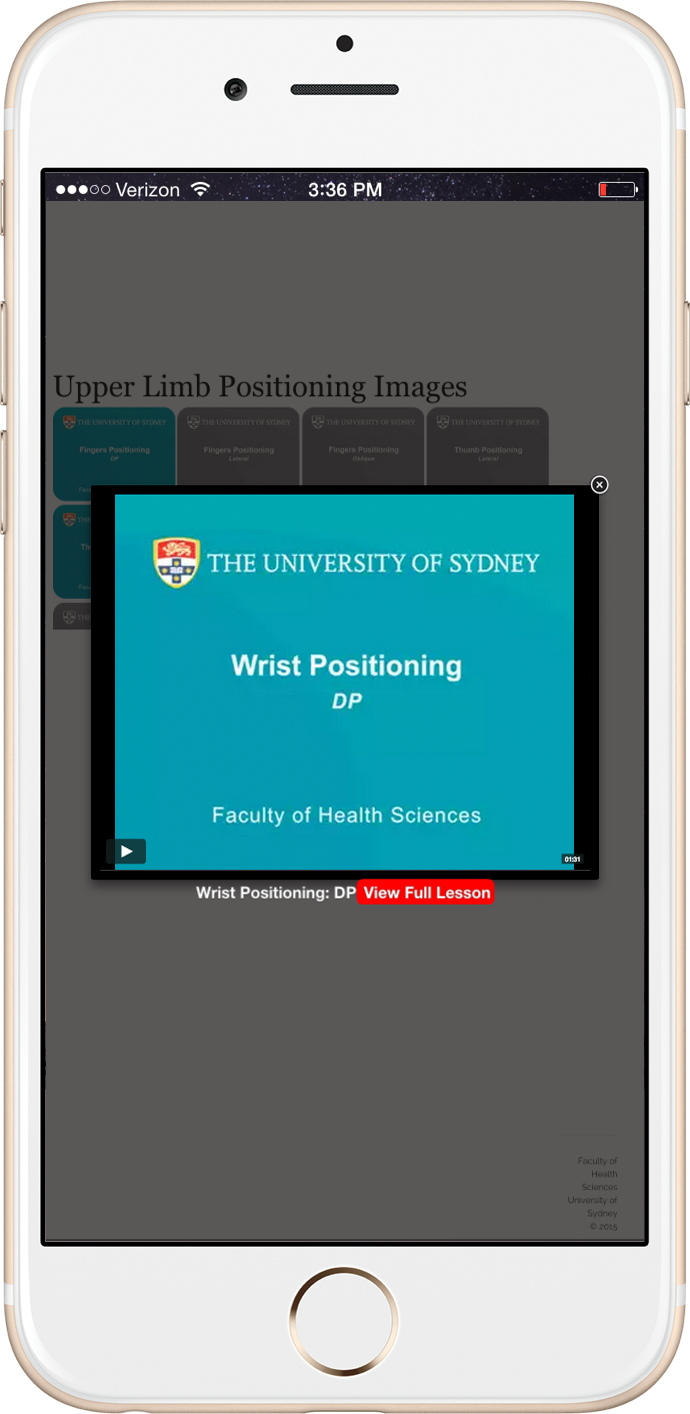 Verizon 3:36 PM
Upper Limb Positioning Images
THE UNIVERSITY OF SYDNEY
Fingers Positioning
DP
THE UNIVERSITY OF SYDNEY
Fingers Positioning
Lateral
THE UNIVERSITY OF SYDNEY
Fingers Positioning
Oblique
THE UNIVERSITY OF SYDNEY
Thumb Positioning
Lateral
THE UNIVERSITY OF SYDNEY
Wrist Positioning
DP
Faculty of Health Sciences
01:31
Wrist Positioning: DP View Full Lesson
Faculty of
Health
Sciences
University of
Sydney
© 2015